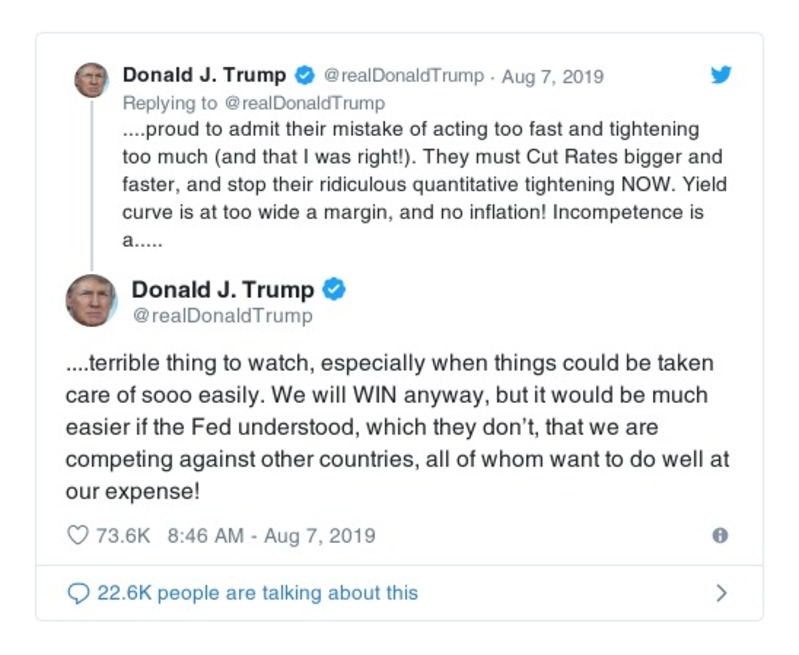 Donald J. Trump @realDonaldTrump · Aug 7, 2019
Replying to @realDonaldTrump
....proud to admit their mistake of acting too fast and tightening
too much (and that I was right!). They must Cut Rates bigger and
faster, and stop their ridiculous quantitative tightening NOW. Yield
curve is at too wide a margin, and no inflation! Incompetence is
a.....
Donald J. Trump
@realDonaldTrump
....terrible thing to watch, especially when things could be taken
care of sooo easily. We will WIN anyway, but it would be much
easier if the Fed understood, which they don’t, that we are
competing against other countries, all of whom want to do well at
our expense!
73.6K 8:46 AM - Aug 7, 2019
22.6K people are talking about this